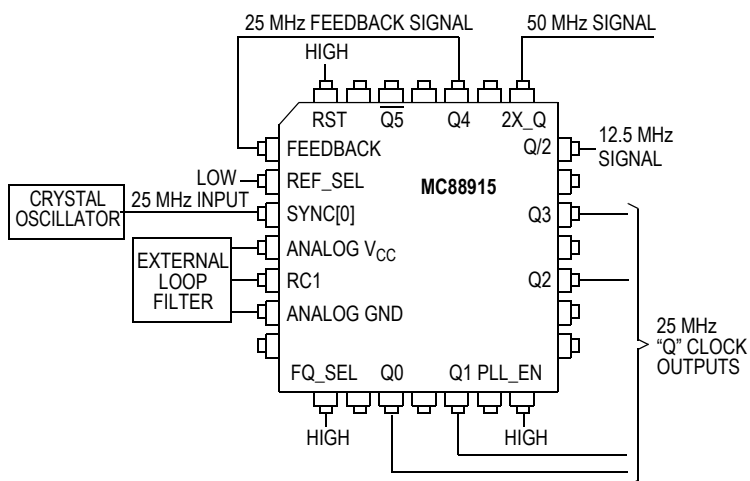 25 MHz FEEDBACK SIGNAL
50 MHz SIGNAL
HIGH
RST
Q5
Q4
2X_Q
FEEDBACK
Q/2
12.5 MHz
SIGNAL
LOW
REF_SEL
MC88915
CRYSTAL
OSCILLATOR
25 MHz INPUT
SYNC[0]
Q3
ANALOG VCC
EXTERNAL
LOOP
FILTER
RC1
Q2
ANALOG GND
25 MHz
“Q” CLOCK
OUTPUTS
FQ_SEL
Q0
Q1
PLL_EN
HIGH
HIGH